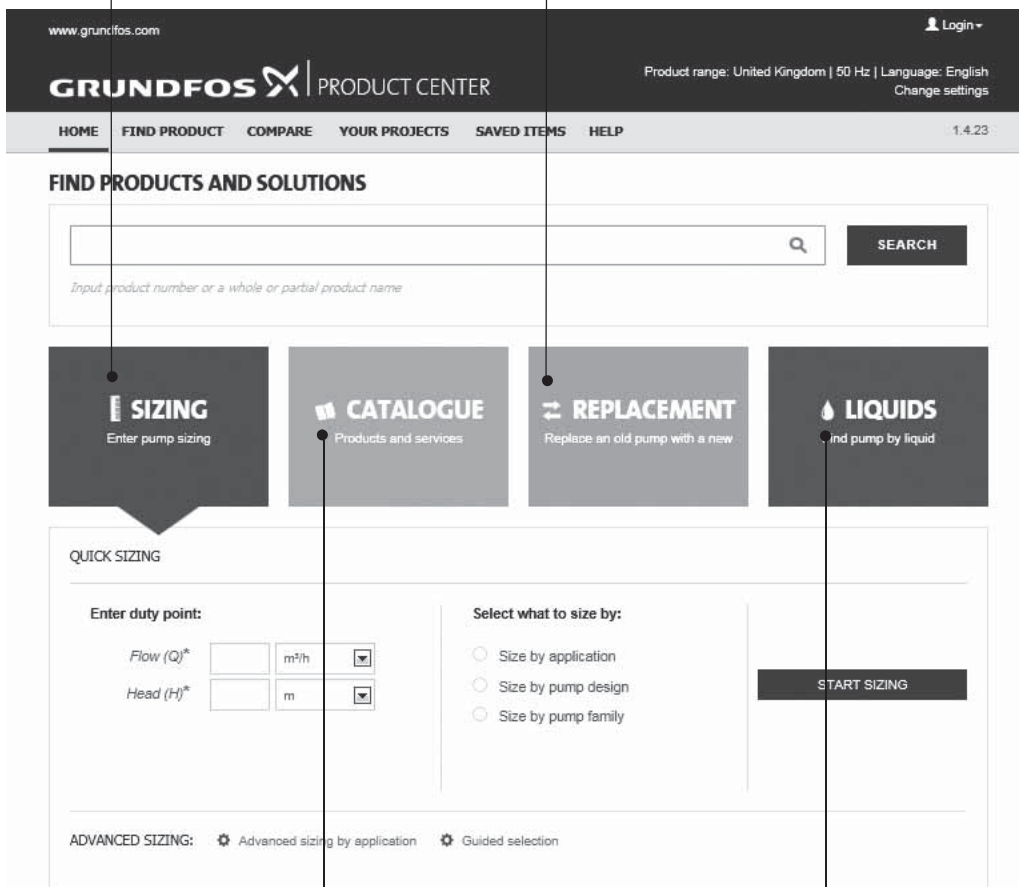 www.grundfos.com
Login
GRUNDFOS PRODUCT CENTER
Product range: United Kingdom | 50 Hz | Language: English
Change settings
HOME FIND PRODUCT COMPARE YOUR PROJECTS SAVED ITEMS HELP 1.4.23
FIND PRODUCTS AND SOLUTIONS
SEARCH
Input product number or a whole or partial product name
SIZING
Enter pump sizing
CATALOGUE
Products and services
REPLACEMENT
Replace an old pump with a new
LIQUIDS
Find pump by liquid
QUICK SIZING
Enter duty point:
Flow (Q)* m³/h
Head (H)* m
Select what to size by:
Size by application
Size by pump design
Size by pump family
START SIZING
ADVANCED SIZING: Advanced sizing by application Guided selection